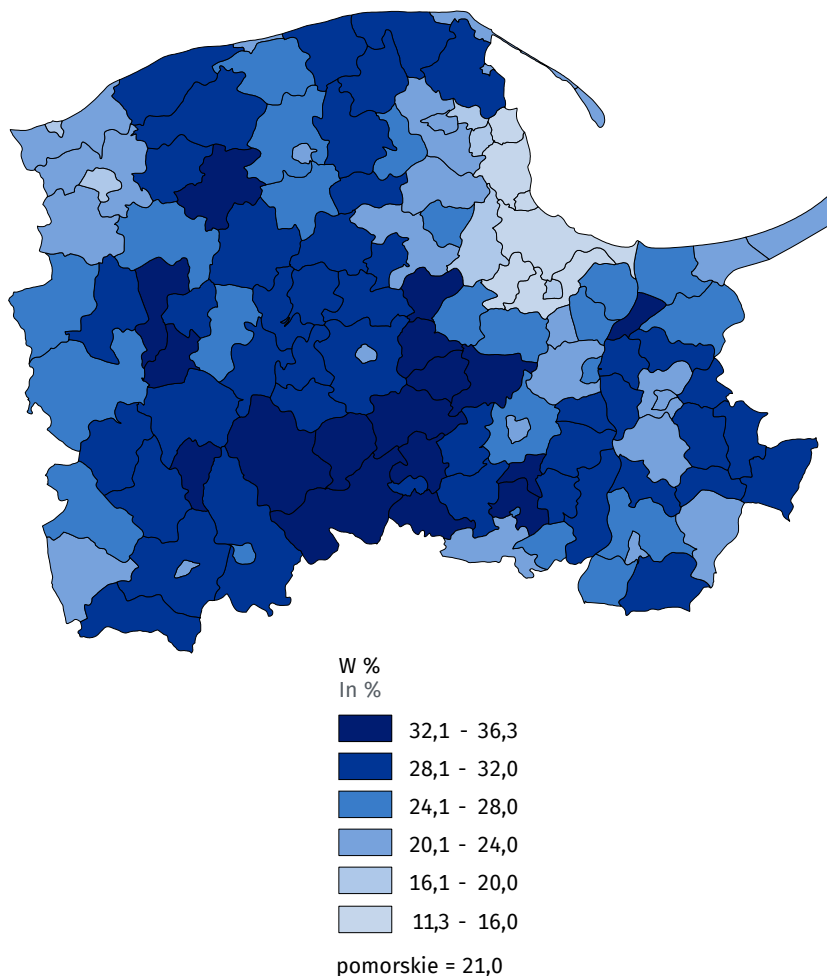 W %
In %
32,1 - 36,3
28,1 - 32,0
24,1 - 28,0
20,1 - 24,0
16,1 - 20,0
11,3 - 16,0
pomorskie = 21,0